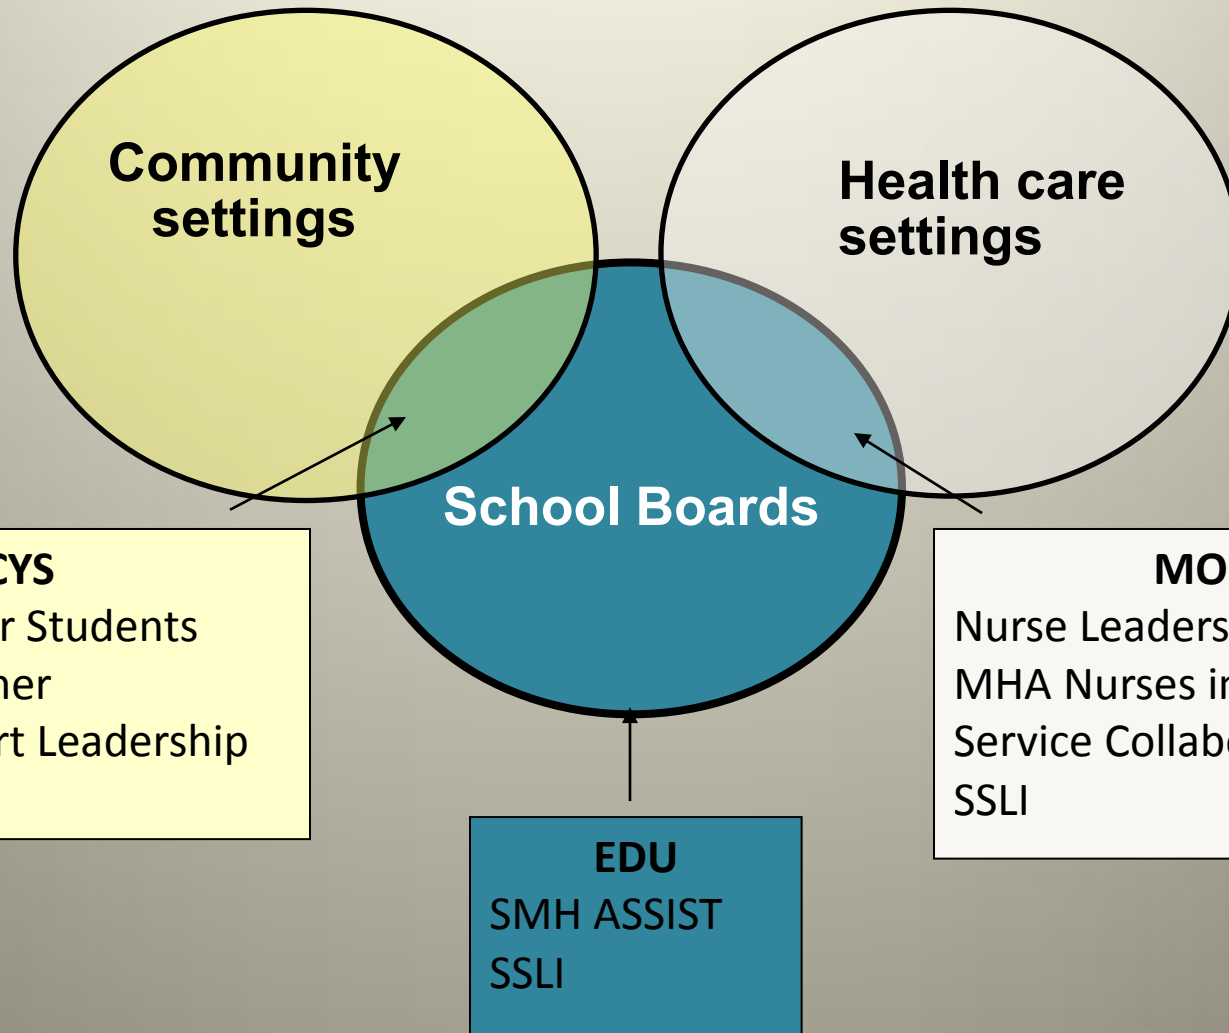 Community
settings
Health care
settings
School Boards
CYS
r Students
ner
rt Leadership
MO
Nurse Leaders
MHA Nurses in
Service Collab
SSLI
EDU
SMH ASSIST
SSLI